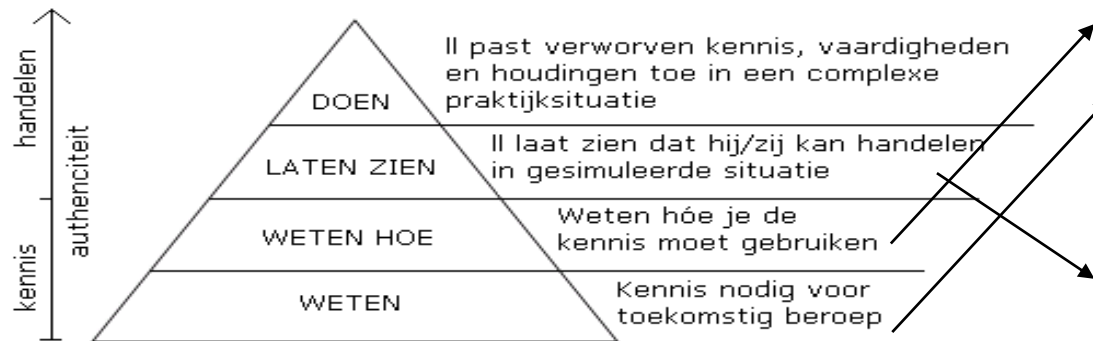 ll past verworven kennis, vaardigheden
en houdingen toe in een complexe
praktijksituatie
DOEN
ll laat zien dat hij/zij kan handelen
in gesimuleerde situatie
LATEN ZIEN
Weten hóe je de
kennis moet gebruiken
WETEN HOE
Kennis nodig voor
toekomstig beroep
WETEN
handelen
kennis
authenciteit